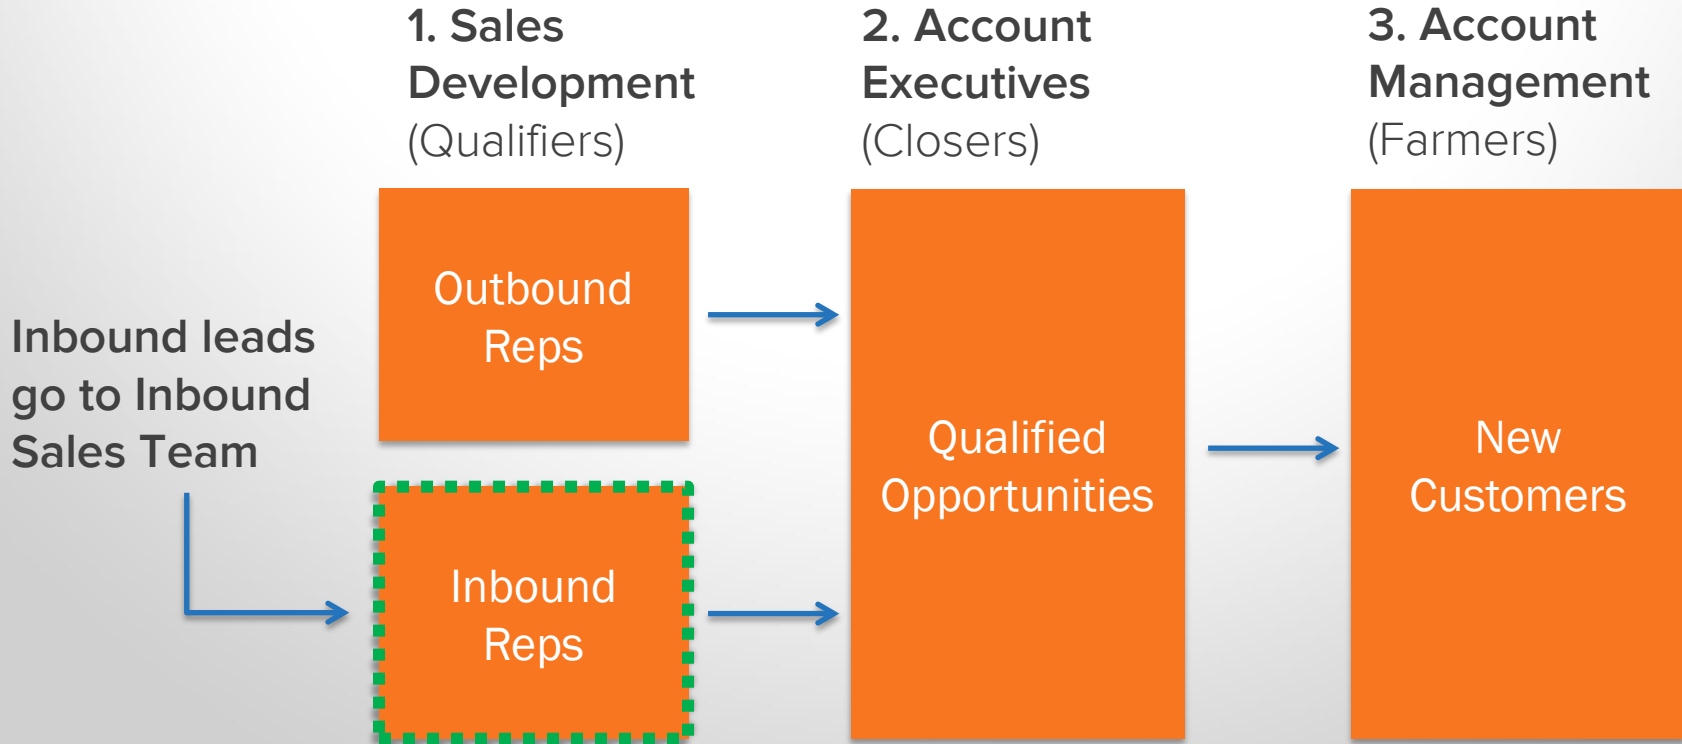 1. Sales
Development
(Qualifiers)
2. Account
Executives
(Closers)
3. Account
Management
(Farmers)
Inbound leads
go to Inbound
Sales Team
Outbound
Reps
Inbound
Reps
Qualified
Opportunities
New
Customers